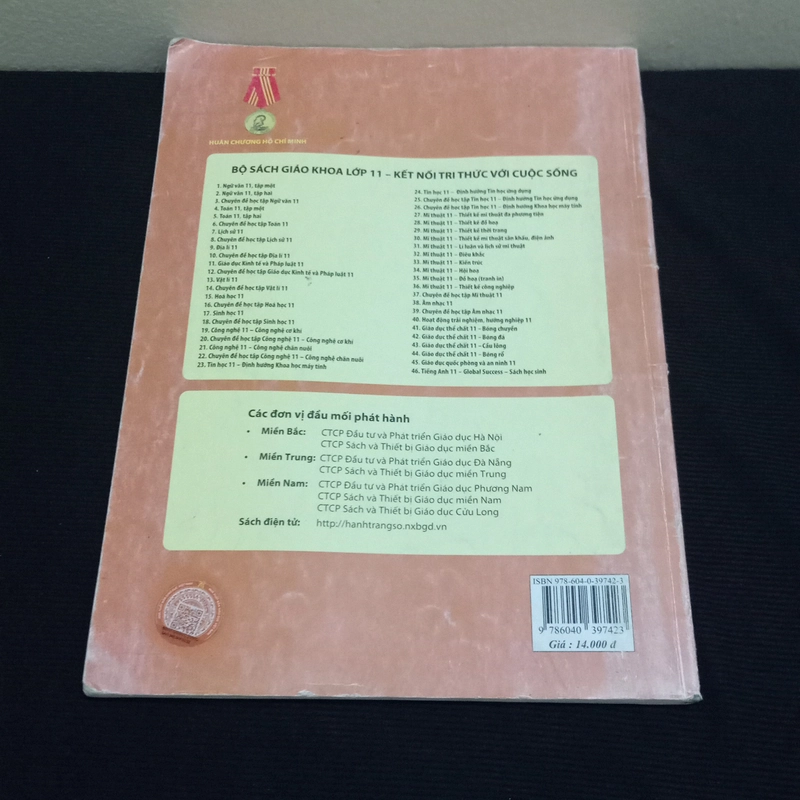 HUÂN CHƯƠNG HỒ CHÍ MINH
BỘ SÁCH GIÁO KHOA LỚP 11 – KẾT NỐI TRI THỨC VỚI CUỘC SỐNG
1. Ngữ văn 11, tập một
2. Ngữ văn 11, tập hai
3. Chuyên đề học tập Ngữ văn 11
4. Toán 11, tập một
5. Toán 11, tập hai
6. Chuyên đề học tập Toán 11
7. Lịch sử 11
8. Chuyên đề học tập Lịch sử 11
9. Địa lí 11
10. Chuyên đề học tập Địa lí 11
11. Giáo dục Kinh tế và Pháp luật 11
12. Chuyên đề học tập Giáo dục Kinh tế và Pháp luật 11
13. Vật lí 11
14. Chuyên đề học tập Vật lí 11
15. Hoá học 11
16. Chuyên đề học tập Hoá học 11
17. Sinh học 11
18. Chuyên đề học tập Sinh học 11
19. Công nghệ 11 – Công nghệ cơ khí
20. Chuyên đề học tập Công nghệ 11 – Công nghệ cơ khí
21. Công nghệ 11 – Công nghệ chăn nuôi
22. Chuyên đề học tập Công nghệ 11 – Công nghệ chăn nuôi
23. Tin học 11 – Định hướng Khoa học máy tính
24. Tin học 11 – Định hướng Tin học ứng dụng
25. Chuyên đề học tập Tin học 11 – Định hướng Tin học ứng dụng
26. Chuyên đề học tập Tin học 11 – Định hướng Khoa học máy tính
27. Mĩ thuật 11 – Thiết kế mĩ thuật đa phương tiện
28. Mĩ thuật 11 – Thiết kế đồ hoạ
29. Mĩ thuật 11 – Thiết kế thời trang
30. Mĩ thuật 11 – Thiết kế mĩ thuật sân khấu, điện ảnh
31. Mĩ thuật 11 – Lí luận và lịch sử mĩ thuật
32. Mĩ thuật 11 – Điêu khắc
33. Mĩ thuật 11 – Kiến trúc
34. Mĩ thuật 11 – Hội hoạ
35. Mĩ thuật 11 – Đồ hoạ (tranh in)
36. Mĩ thuật 11 – Thiết kế công nghiệp
37. Chuyên đề học tập Mĩ thuật 11
38. Âm nhạc 11
39. Chuyên đề học tập Âm nhạc 11
40. Hoạt động trải nghiệm, hướng nghiệp 11
41. Giáo dục thể chất 11 – Bóng chuyền
42. Giáo dục thể chất 11 – Bóng đá
43. Giáo dục thể chất 11 – Cầu lông
44. Giáo dục thể chất 11 – Bóng rổ
45. Giáo dục quốc phòng và an ninh 11
46. Tiếng Anh 11 – Global Success – Sách học sinh
Các đơn vị đầu mối phát hành
• Miền Bắc: CTCP Đầu tư và Phát triển Giáo dục Hà Nội
CTCP Sách và Thiết bị Giáo dục miền Bắc
• Miền Trung: CTCP Đầu tư và Phát triển Giáo dục Đà Nẵng
CTCP Sách và Thiết bị Giáo dục miền Trung
• Miền Nam: CTCP Đầu tư và Phát triển Giáo dục Phương Nam
CTCP Sách và Thiết bị Giáo dục miền Nam
CTCP Sách và Thiết bị Giáo dục Cửu Long
Sách điện tử: http://hanhtrangso.nxbgd.vn
ISBN 978-604-0-39742-3
9 786040 397423
Giá : 14.000 đ